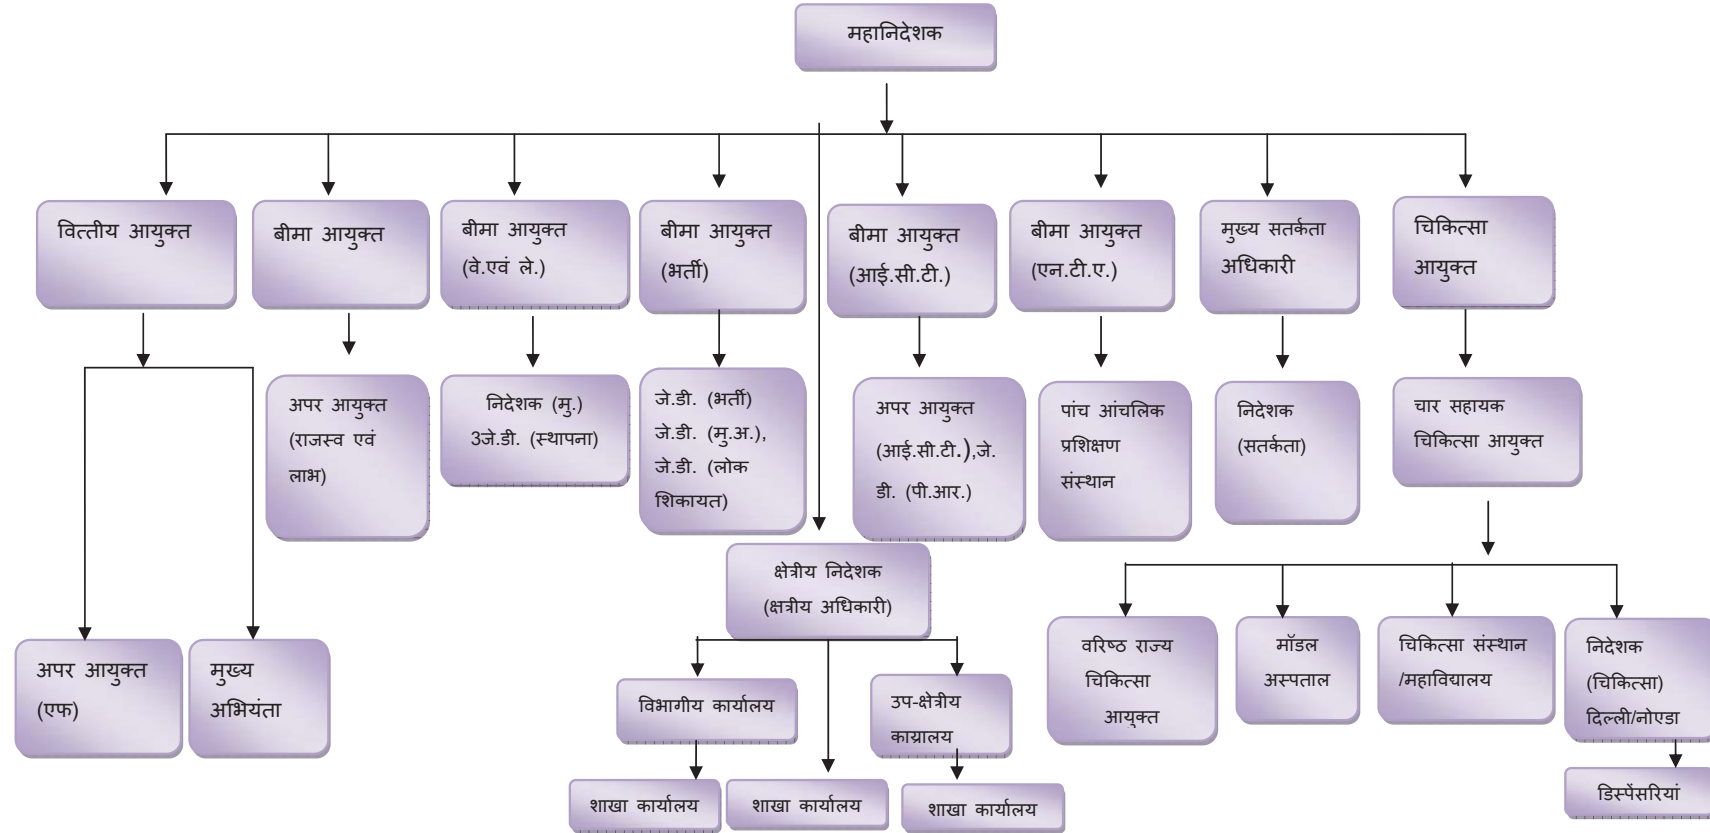 महानिदेशक
वित्तीय आयुक्त
बीमा आयुक्त
बीमा आयुक्त
(वे.एवं ले.)
बीमा आयुक्त
(भर्ती)
बीमा आयुक्त
(आई.सी.टी.)
बीमा आयुक्त
(एन.टी.ए.)
मुख्य सतर्कता
अधिकारी
चिकित्सा
आयुक्त
अपर आयुक्त
(राजस्व एवं
लाभ)
निदेशक (मु.)
3जे.डी. (स्थापना)
जे.डी. (भर्ती)
जे.डी. (मु.अ.),
जे.डी. (लोक
शिकायत)
अपर आयुक्त
(आई.सी.टी.),जे.
डी. (पी.आर.)
पांच आंचलिक
प्रशिक्षण
संस्थान
निदेशक
(सतर्कता)
चार सहायक
चिकित्सा आयुक्त
क्षेत्रीय निदेशक
(क्षत्रीय अधिकारी)
अपर आयुक्त
(एफ)
मुख्य
अभियंता
विभागीय कार्यालय
उप-क्षेत्रीय
काय्रालय
वरिष्ठ राज्य
चिकित्सा
आयुक्त
मॉडल
अस्पताल
चिकित्सा संस्थान
/महाविद्यालय
निदेशक
(चिकित्सा)
दिल्ली/नोएडा
शाखा कार्यालय
शाखा कार्यालय
शाखा कार्यालय
डिस्पेंसरियां